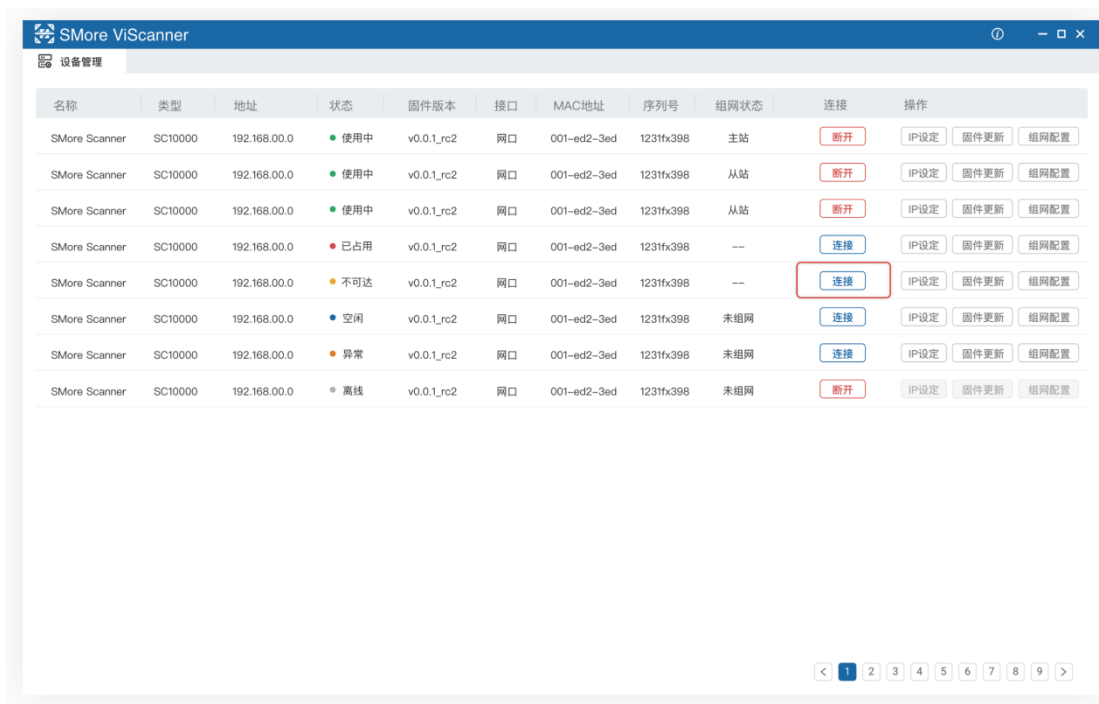 SMore ViScanner
设备管理
名称 类型 地址 状态 固件版本 接口 MAC地址 序列号 组网状态 连接 操作
SMore Scanner SC10000 192.168.00.0 使用中 v0.0.1_rc2 网口 001-ed2-3ed 1231fx398 主站 断开 IP设定 固件更新 组网配置
SMore Scanner SC10000 192.168.00.0 使用中 v0.0.1_rc2 网口 001-ed2-3ed 1231fx398 从站 断开 IP设定 固件更新 组网配置
SMore Scanner SC10000 192.168.00.0 使用中 v0.0.1_rc2 网口 001-ed2-3ed 1231fx398 从站 断开 IP设定 固件更新 组网配置
SMore Scanner SC10000 192.168.00.0 已占用 v0.0.1_rc2 网口 001-ed2-3ed 1231fx398 -- 连接 IP设定 固件更新 组网配置
SMore Scanner SC10000 192.168.00.0 不可达 v0.0.1_rc2 网口 001-ed2-3ed 1231fx398 -- 连接 IP设定 固件更新 组网配置
SMore Scanner SC10000 192.168.00.0 空闲 v0.0.1_rc2 网口 001-ed2-3ed 1231fx398 未组网 连接 IP设定 固件更新 组网配置
SMore Scanner SC10000 192.168.00.0 异常 v0.0.1_rc2 网口 001-ed2-3ed 1231fx398 未组网 连接 IP设定 固件更新 组网配置
SMore Scanner SC10000 192.168.00.0 离线 v0.0.1_rc2 网口 001-ed2-3ed 1231fx398 未组网 断开 IP设定 固件更新 组网配置
< 1 2 3 4 5 6 7 8 9 >